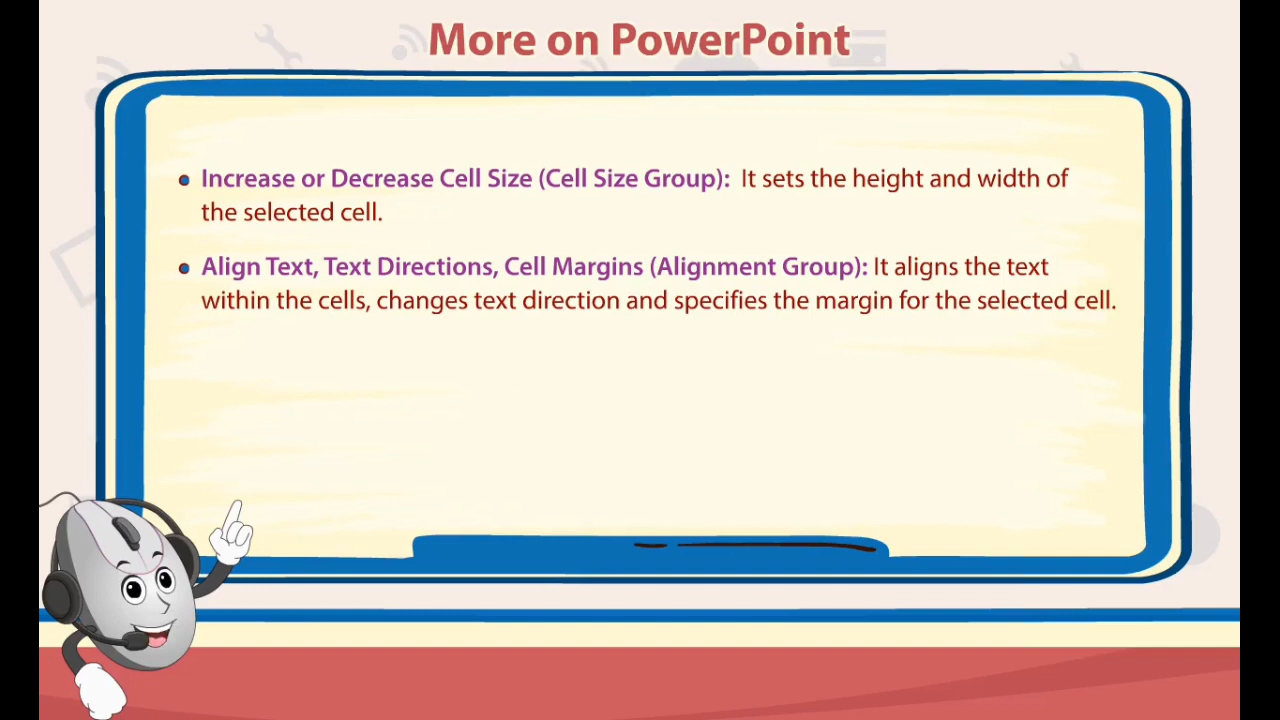 More on PowerPoint
• Increase or Decrease Cell Size (Cell Size Group): It sets the height and width of
the selected cell.
• Align Text, Text Directions, Cell Margins (Alignment Group): It aligns the text
within the cells, changes text direction and specifies the margin for the selected cell.